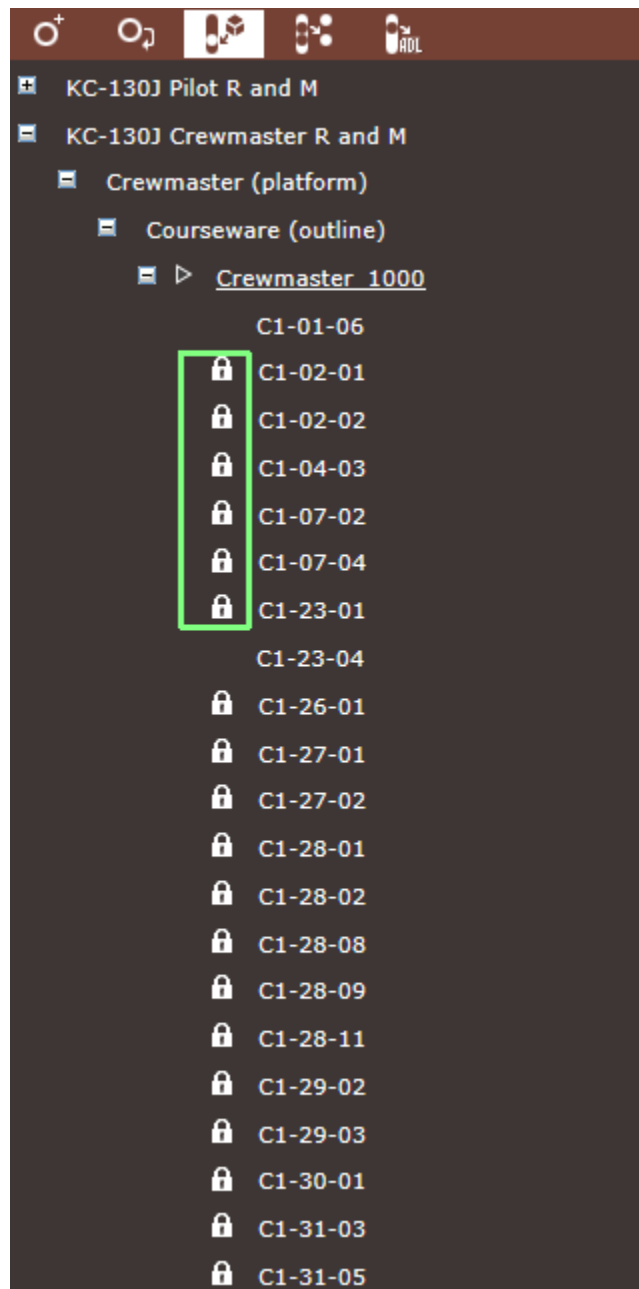 ADL
KC-130J Pilot R and M
KC-130J Crewmaster R and M
Crewmaster (platform)
Courseware (outline)
Crewmaster 1000
C1-01-06
C1-02-01
C1-02-02
C1-04-03
C1-07-02
C1-07-04
C1-23-01
C1-23-04
C1-26-01
C1-27-01
C1-27-02
C1-28-01
C1-28-02
C1-28-08
C1-28-09
C1-28-11
C1-29-02
C1-29-03
C1-30-01
C1-31-03
C1-31-05